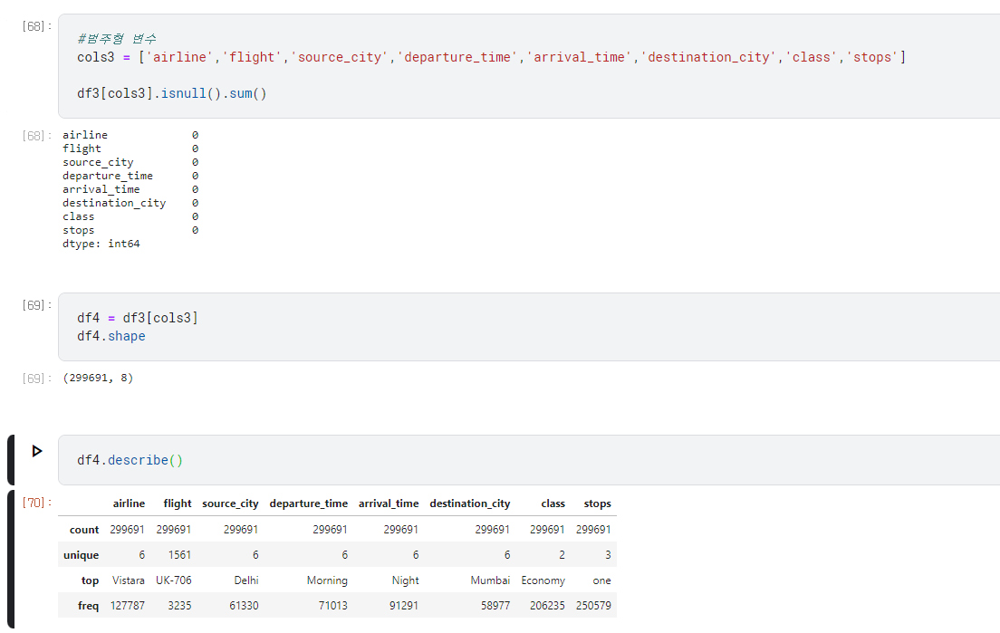 [68]:
#범주형 변수
cols3 = ['airline','flight','source_city','departure_time','arrival_time','destination_city','class','stops']
df3[cols3].isnull().sum()
[68]:
airline 0
flight 0
source_city 0
departure_time 0
arrival_time 0
destination_city 0
class 0
stops 0
dtype: int64
[69]:
df4 = df3[cols3]
df4.shape
[69]: (299691, 8)
df4.describe()
[70]:
airline flight source_city departure_time arrival_time destination_city class stops
count 299691 299691 299691 299691 299691 299691 299691 299691
unique 6 1561 6 6 6 6 2 3
top Vistara UK-706 Delhi Morning Night Mumbai Economy one
freq 127787 3235 61330 71013 91291 58977 206235 250579